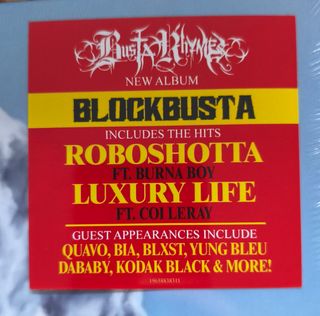 Busta Rhymes
NEW ALBUM
BLOCKBUSTA
INCLUDES THE HITS
ROBOSHOTTA
FT. BURNA BOY
LUXURY LIFE
FT. COI LERAY
GUEST APPEARANCES INCLUDE
QUAVO, BIA, BLXST, YUNG BLEU
DABABY, KODAK BLACK & MORE!
19658838311